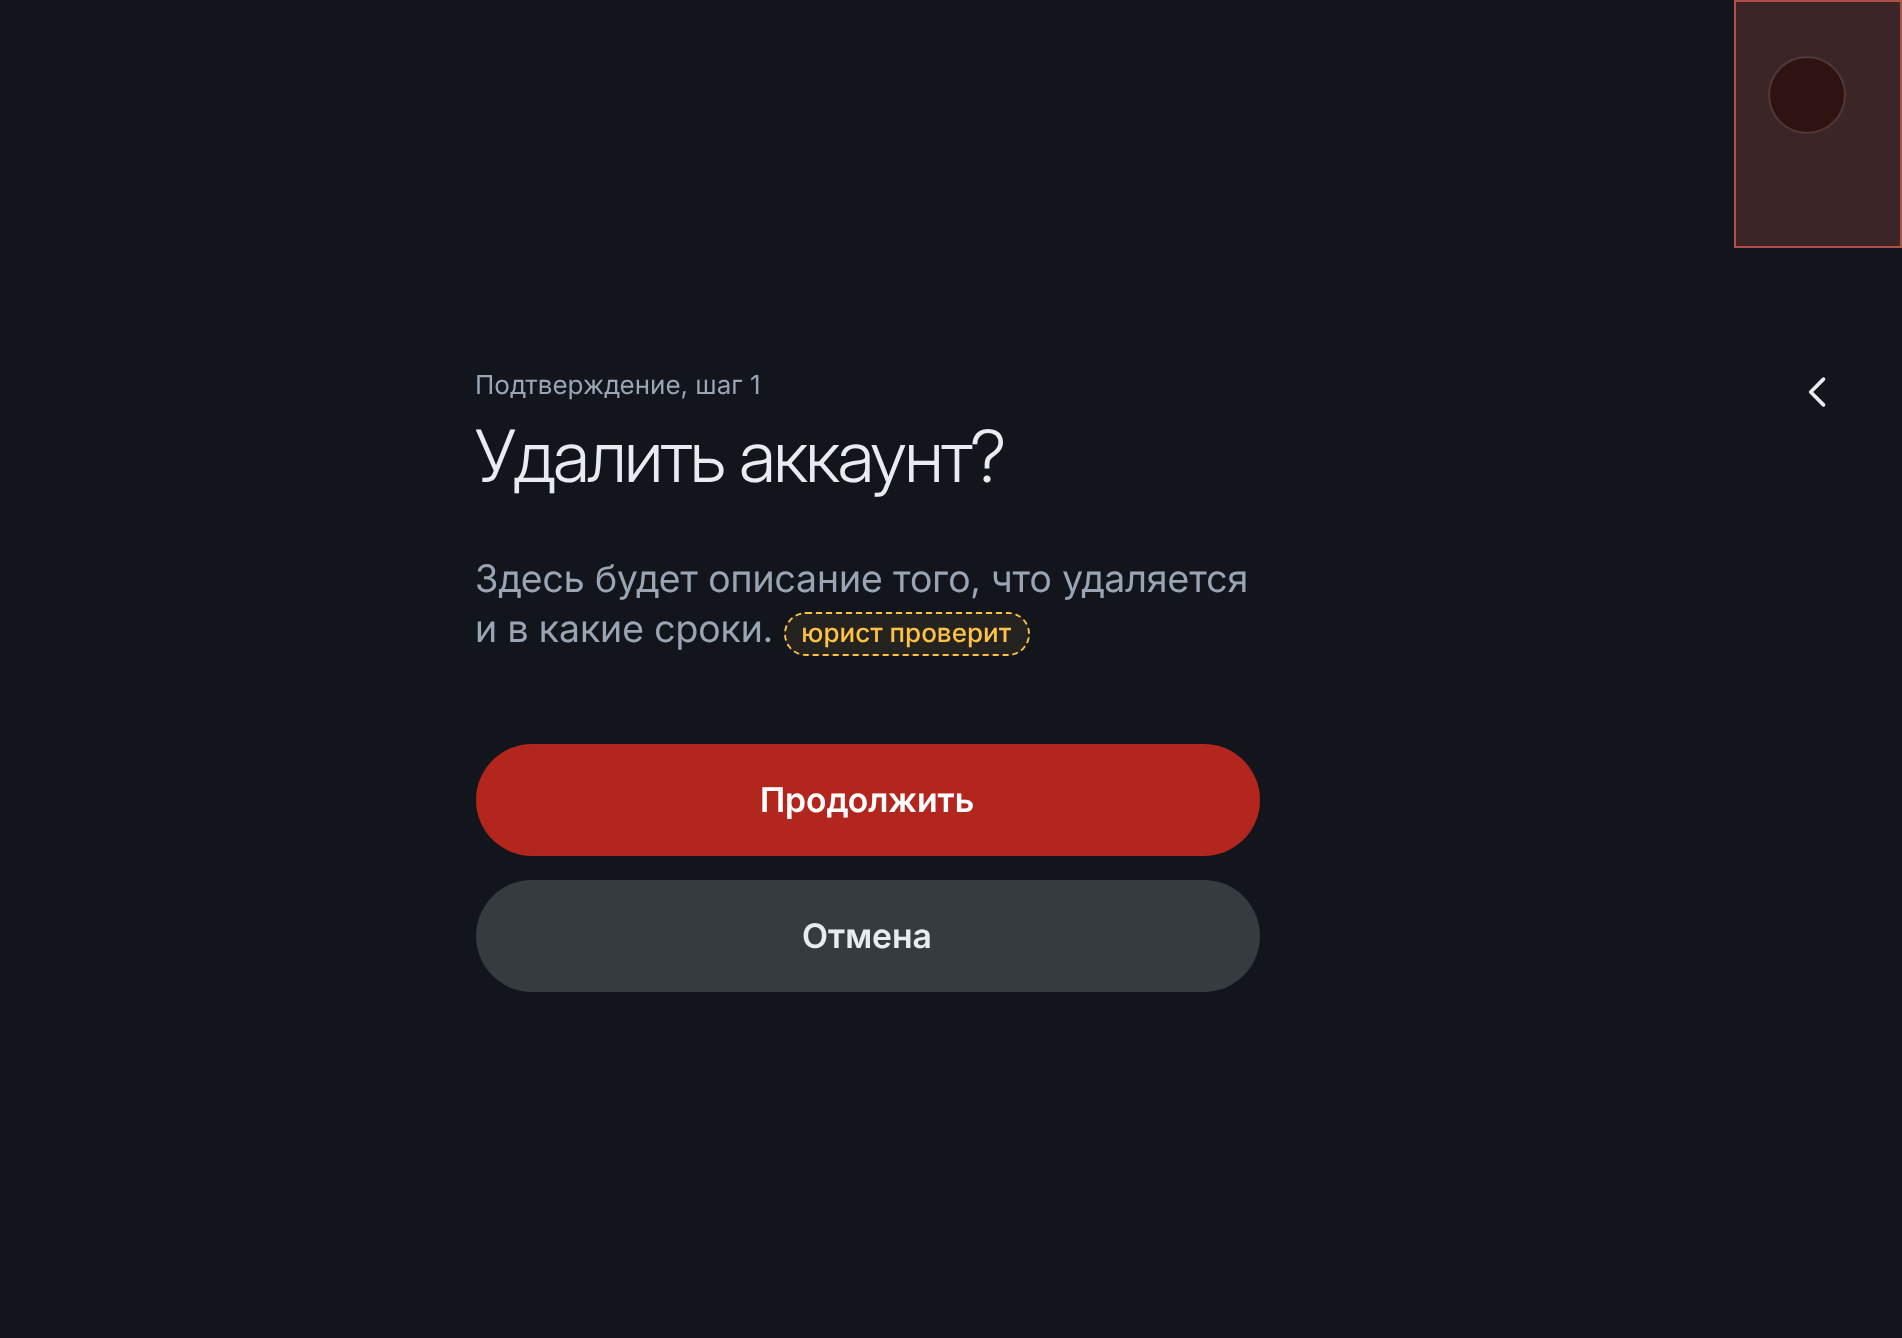 Подтверждение, шаг 1
Удалить аккаунт?
Здесь будет описание того, что удаляется
и в какие сроки. юрист проверит
Продолжить
Отмена